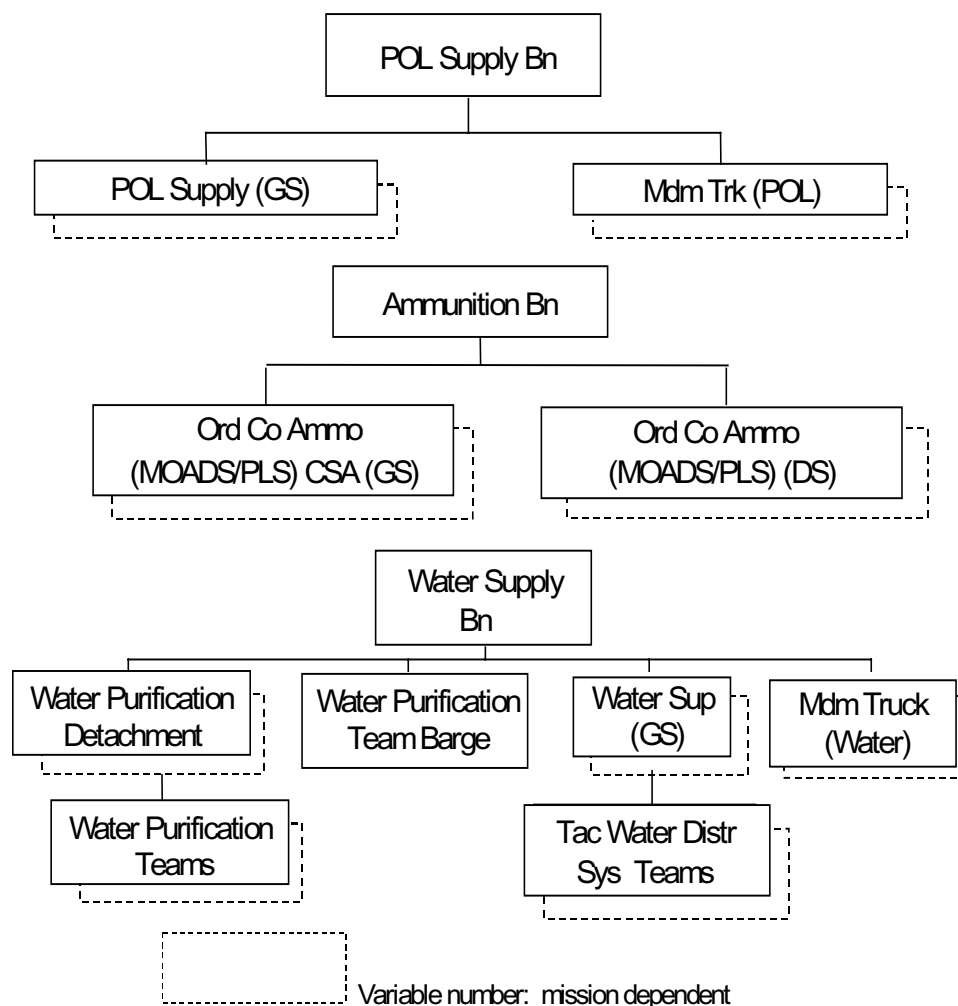 POL Supply Bn
POL Supply (GS)
Mdm Trk (POL)
Ammunition Bn
Ord Co Ammo
(MOADS/PLS) CSA (GS)
Ord Co Ammo
(MOADS/PLS) (DS)
Water Supply
Bn
Water Purification
Detachment
Water Purification
Team Barge
Water Sup
(GS)
Mdm Truck
(Water)
Water Purification
Teams
Tac Water Distr
Sys Teams
Variable number: mission dependent